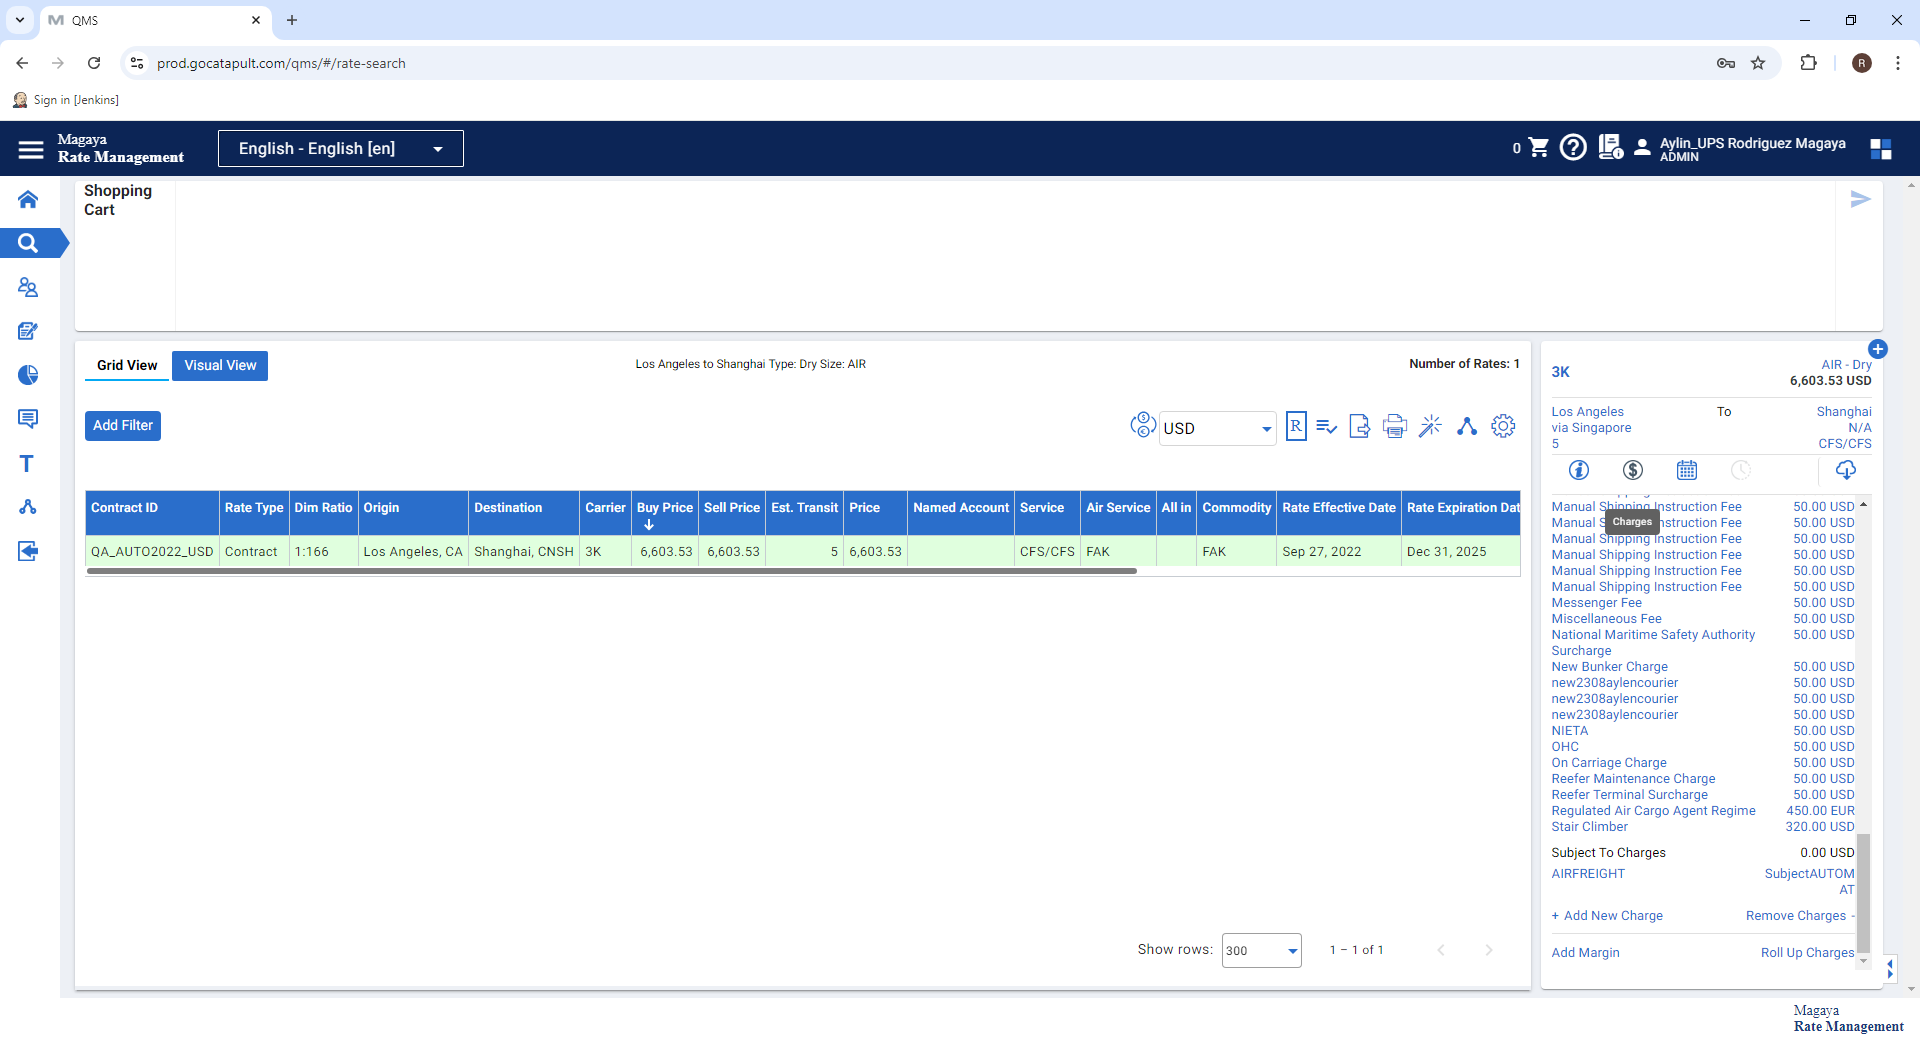 QMS
prod.gocatapult.com/qms/#/rate-search
R
Sign in [Jenkins]
Magaya
Rate Management
English - English [en]
0
Aylin_UPS Rodriguez Magaya
ADMIN
Shopping
Cart
Grid View
Visual View
Los Angeles to Shanghai Type: Dry Size: AIR
Number of Rates: 1
Add Filter
USD
R
Contract ID Rate Type Dim Ratio Origin Destination Carrier Buy Price Sell Price Est. Transit Price Named Account Service Air Service All in Commodity Rate Effective Date Rate Expiration Dat
QA_AUTO2022_USD Contract 1:166 Los Angeles, CA Shanghai, CNSH 3K 6,603.53 6,603.53 5 6,603.53 CFS/CFS FAK FAK Sep 27, 2022 Dec 31, 2025
Show rows: 300 1 – 1 of 1
3K
AIR - Dry
6,603.53 USD
Los Angeles To Shanghai
via Singapore N/A
5 CFS/CFS
Manual Shipping Instruction Fee 50.00 USD
Charges
Manual S Instruction Fee 50.00 USD
Manual Shipping Instruction Fee 50.00 USD
Manual Shipping Instruction Fee 50.00 USD
Manual Shipping Instruction Fee 50.00 USD
Manual Shipping Instruction Fee 50.00 USD
Messenger Fee 50.00 USD
Miscellaneous Fee 50.00 USD
National Maritime Safety Authority 50.00 USD
Surcharge
New Bunker Charge 50.00 USD
new2308aylencourier 50.00 USD
new2308aylencourier 50.00 USD
new2308aylencourier 50.00 USD
NIETA 50.00 USD
OHC 50.00 USD
On Carriage Charge 50.00 USD
Reefer Maintenance Charge 50.00 USD
Reefer Terminal Surcharge 50.00 USD
Regulated Air Cargo Agent Regime 450.00 EUR
Stair Climber 320.00 USD
Subject To Charges 0.00 USD
AIRFREIGHT SubjectAUTOM
AT
+ Add New Charge Remove Charges -
Add Margin Roll Up Charges
Magaya
Rate Management